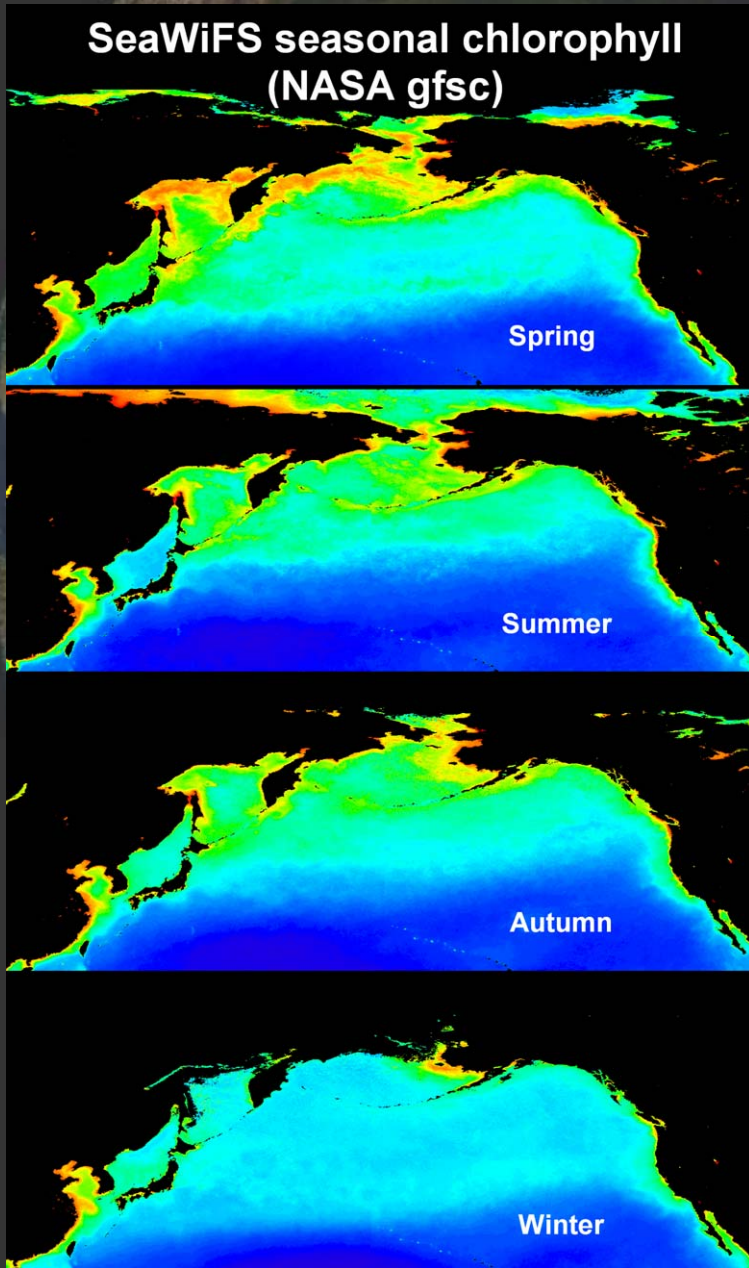 SeaWiFS seasonal chlorophyll
(NASA gfsc)
Spring
Summer
Autumn
Winter